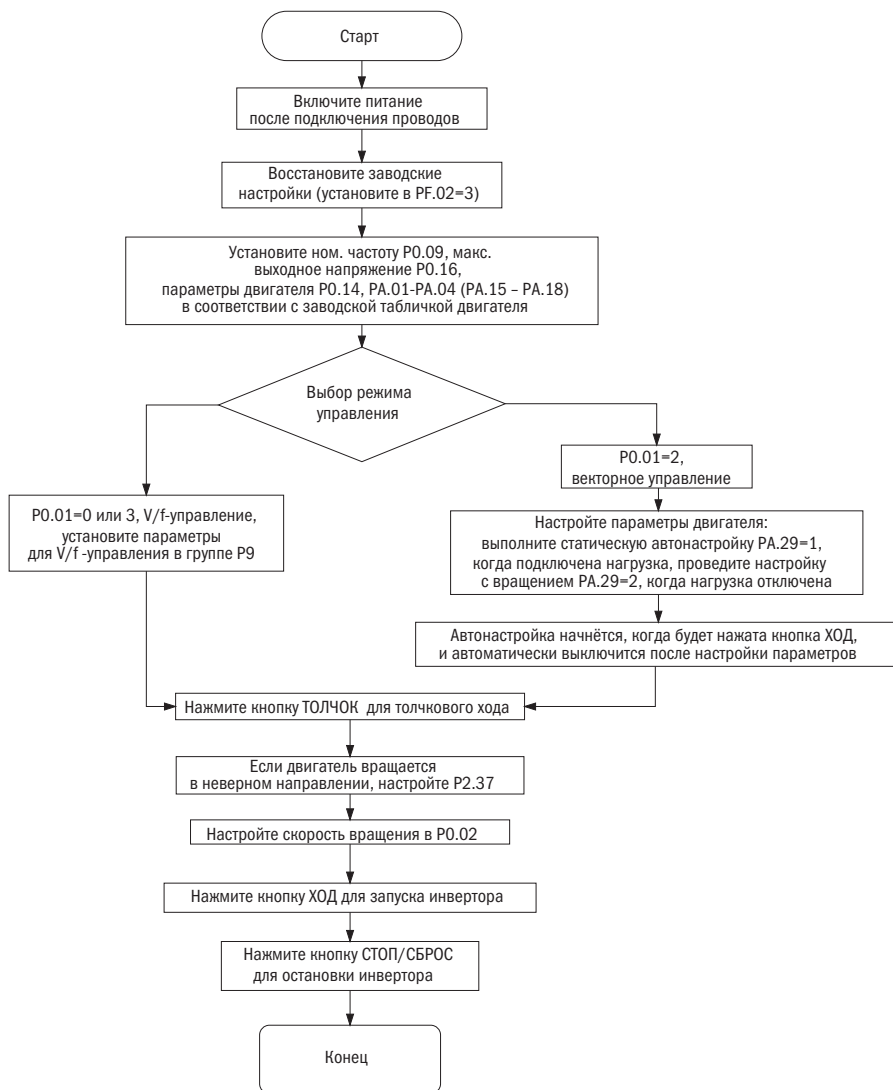 Старт
Включите питание
после подключения проводов
Восстановите заводские
настройки (установите в PF.02=3)
Установите ном. частоту P0.09, макс.
выходное напряжение P0.16,
параметры двигателя P0.14, PA.01-PA.04 (PA.15 – PA.18)
в соответствии с заводской табличкой двигателя
Выбор режима
управления
P0.01=0 или 3, V/f-управление,
установите параметры
для V/f -управления в группе P9
P0.01=2,
векторное управление
Настройте параметры двигателя:
выполните статическую автонастройку PA.29=1,
когда подключена нагрузка, проведите настройку
с вращением PA.29=2, когда нагрузка отключена
Автонастройка начнётся, когда будет нажата кнопка ХОД,
и автоматически выключится после настройки параметров
Нажмите кнопку ТОЛЧОК для толчкового хода
Если двигатель вращается
в неверном направлении, настройте P2.37
Настройте скорость вращения в P0.02
Нажмите кнопку ХОД для запуска инвертора
Нажмите кнопку СТОП/СБРОС
для остановки инвертора
Конец